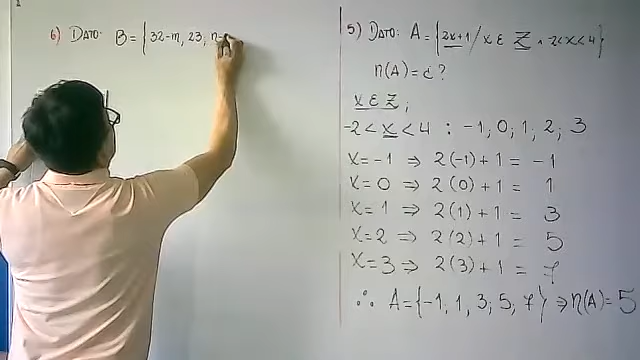 6) DATO: B = { 32-m, 23; n-
5) DATO: A = { 2x+1 / x ∈ Z ∧ -2<x<4 }
n(A) = ¿?
x ∈ Z;
-2 < x < 4 : -1, 0; 1, 2; 3
x = -1 ⇒ 2(-1)+1 = -1
x = 0 ⇒ 2(0)+1 = 1
x = 1 ⇒ 2(1)+1 = 3
x = 2 ⇒ 2(2)+1 = 5
x = 3 ⇒ 2(3)+1 = 7
∴ A = {-1; 1, 3; 5, 7} ⇒ n(A) = 5